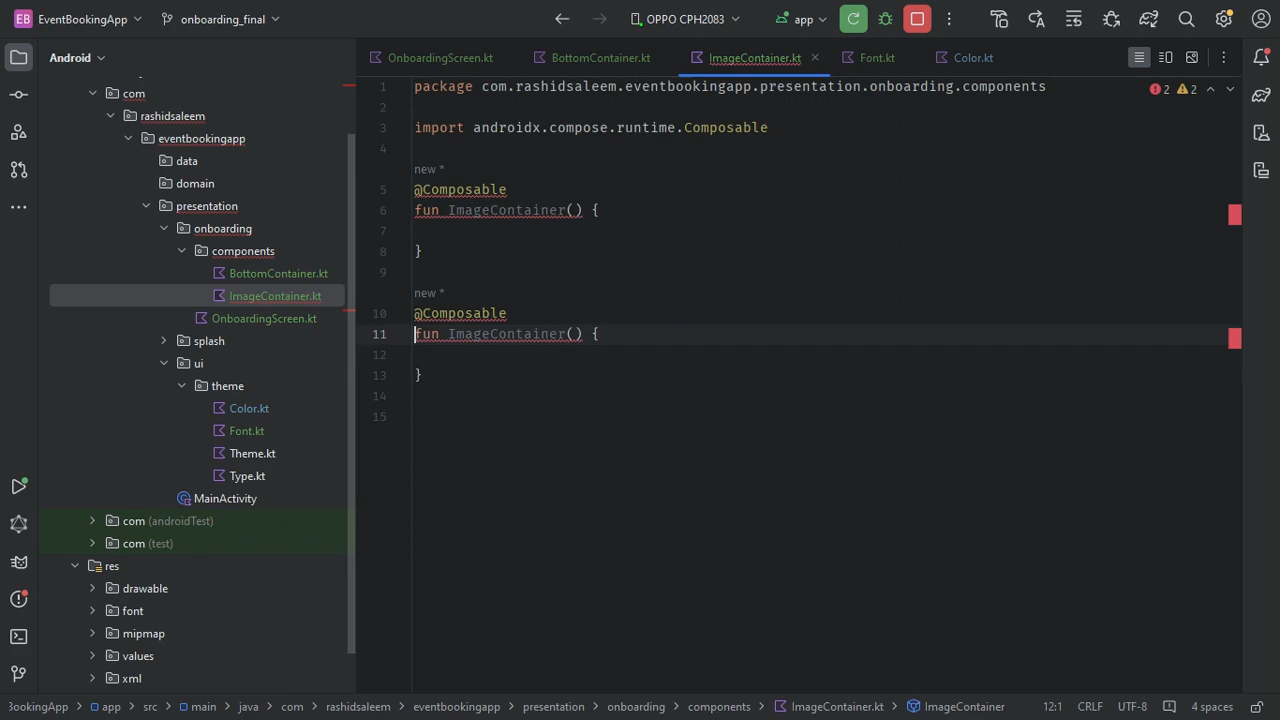 EB EventBookingApp onboarding_final OPPO CPH2083 app
Android
OnboardingScreen.kt BottomContainer.kt ImageContainer.kt Font.kt Color.kt
com
rashidsaleem
eventbookingapp
data
domain
presentation
onboarding
components
BottomContainer.kt
ImageContainer.kt
OnboardingScreen.kt
splash
ui
theme
Color.kt
Font.kt
Theme.kt
Type.kt
MainActivity
com (androidTest)
com (test)
res
drawable
font
mipmap
values
xml
1 package com.rashidsaleem.eventbookingapp.presentation.onboarding.components
2 2
2
3 import androidx.compose.runtime.Composable
4
new *
5 @Composable
6 fun ImageContainer() {
7
8 }
9
new *
10 @Composable
11 fun ImageContainer() {
12
13 }
14
15
BookingApp app src main java com rashidsaleem eventbookingapp presentation onboarding components ImageContainer.kt ImageContainer 12:1 CRLF UTF-8 4 spaces